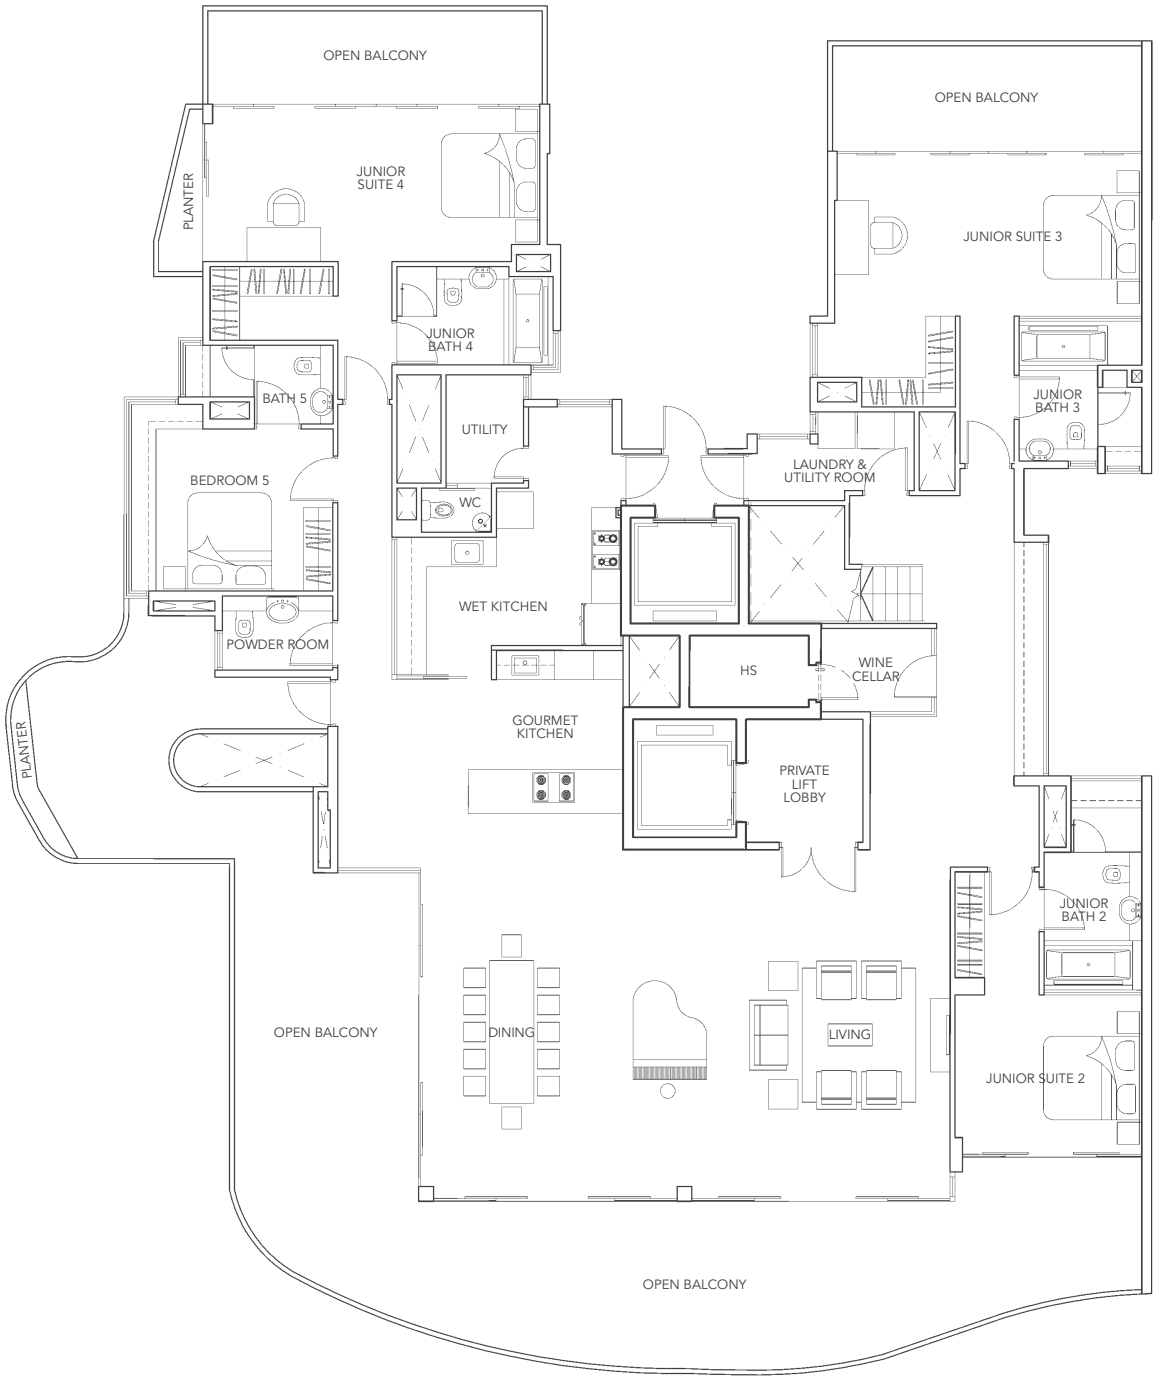 OPEN BALCONY
OPEN BALCONY
JUNIOR
SUITE 4
PLANTER
JUNIOR SUITE 3
JUNIOR
BATH 4
BATH 5
JUNIOR
BATH 3
UTILITY
LAUNDRY &
UTILITY ROOM
BEDROOM 5
WC
WET KITCHEN
POWDER ROOM
HS
WINE
CELLAR
PLANTER
GOURMET
KITCHEN
PRIVATE
LIFT
LOBBY
JUNIOR
BATH 2
OPEN BALCONY
DINING
LIVING
JUNIOR SUITE 2
OPEN BALCONY